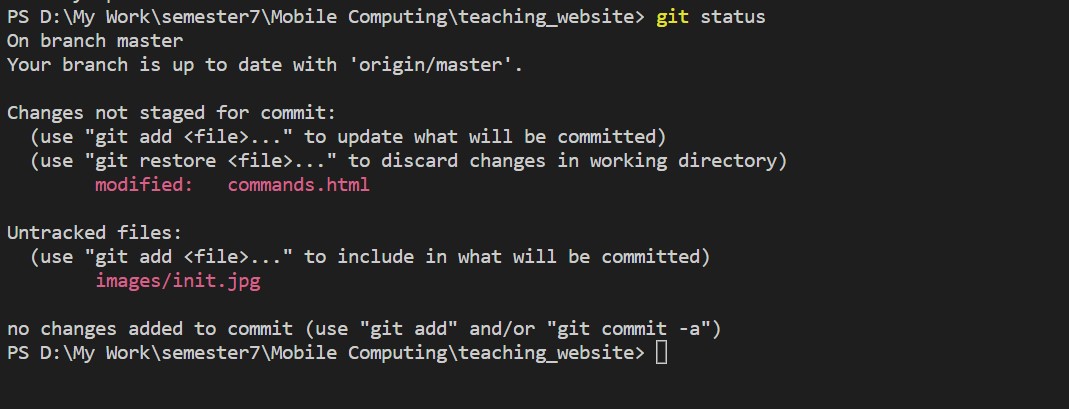 PS D:\My Work\semester7\Mobile Computing\teaching_website> git status
On branch master
Your branch is up to date with 'origin/master'.
Changes not staged for commit:
(use "git add <file>..." to update what will be committed)
(use "git restore <file>..." to discard changes in working directory)
modified:   commands.html
Untracked files:
(use "git add <file>..." to include in what will be committed)
images/init.jpg
no changes added to commit (use "git add" and/or "git commit -a")
PS D:\My Work\semester7\Mobile Computing\teaching_website>